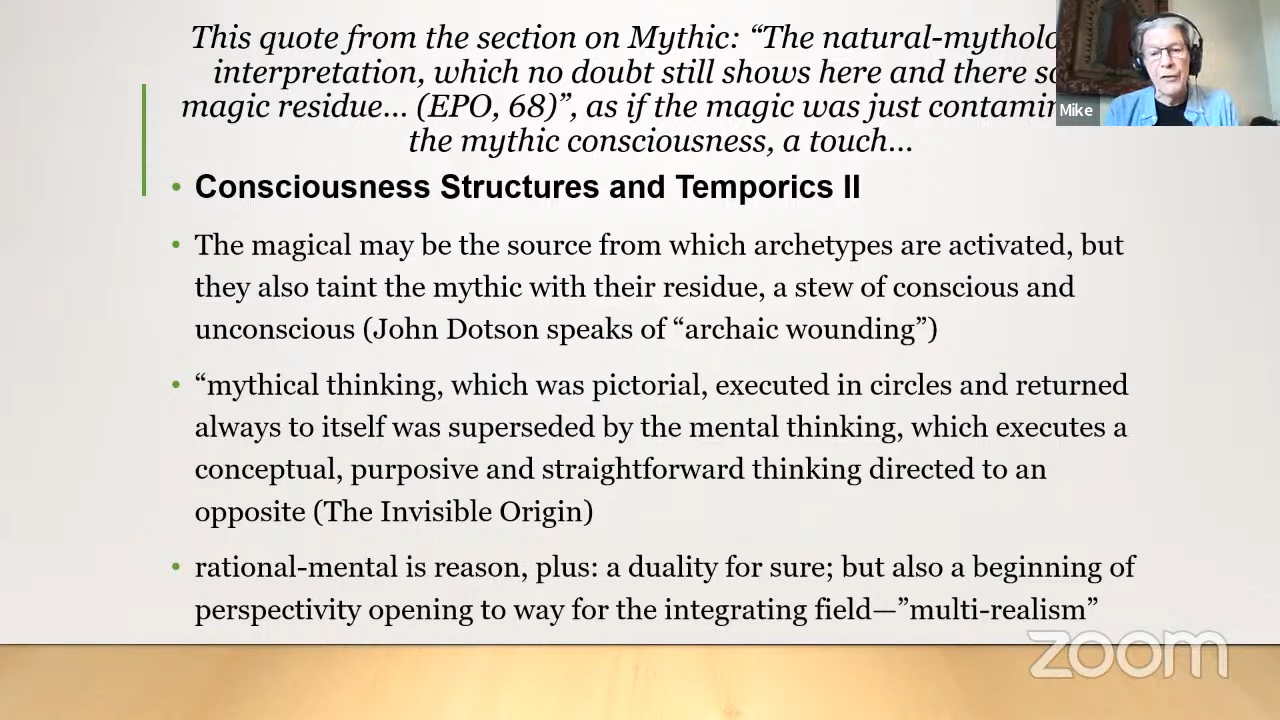 This quote from the section on Mythic: “The natural-mytholo
interpretation, which no doubt still shows here and there so
magic residue... (EPO, 68)”, as if the magic was just contamin
the mythic consciousness, a touch...
Mike
• Consciousness Structures and Temporics II
• The magical may be the source from which archetypes are activated, but
they also taint the mythic with their residue, a stew of conscious and
unconscious (John Dotson speaks of “archaic wounding”)
• “mythical thinking, which was pictorial, executed in circles and returned
always to itself was superseded by the mental thinking, which executes a
conceptual, purposive and straightforward thinking directed to an
opposite (The Invisible Origin)
• rational-mental is reason, plus: a duality for sure; but also a beginning of
perspectivity opening to way for the integrating field—”multi-realism”
zoom